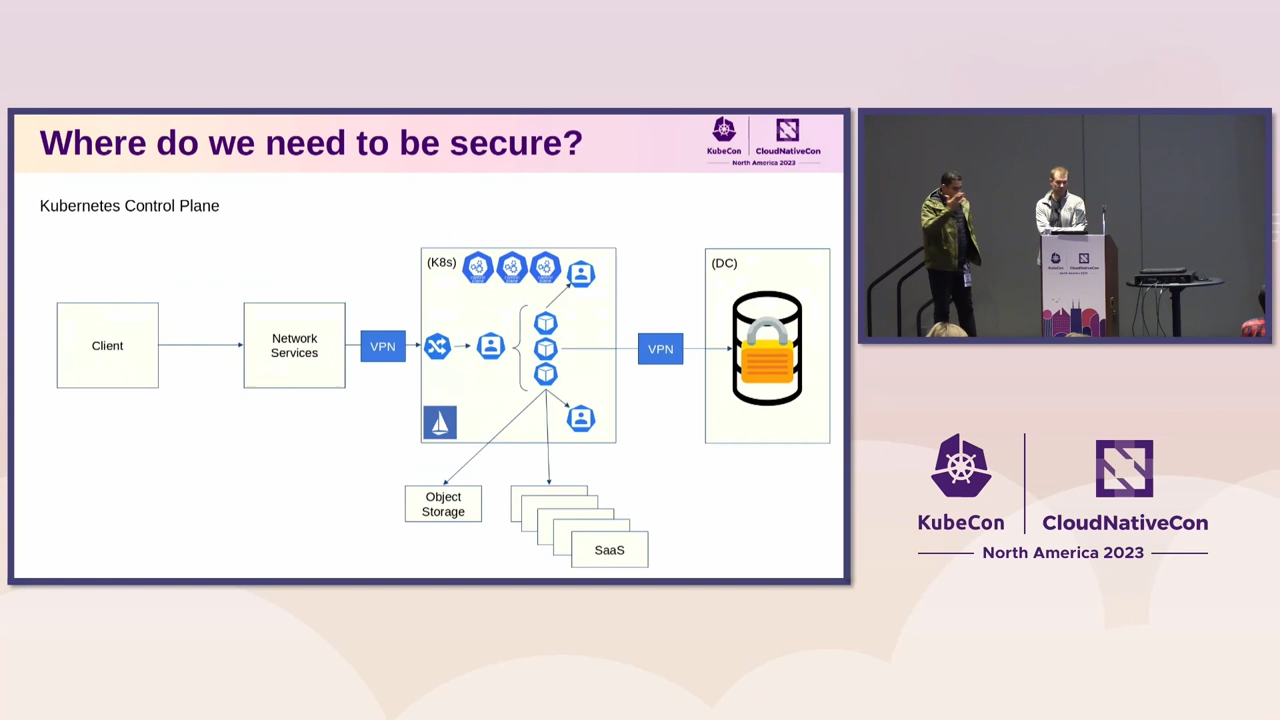 Where do we need to be secure?
KubeCon
CloudNativeCon
North America 2023
Kubernetes Control Plane
(K8s)
(DC)
Client
Network
Services
VPN
VPN
Object
Storage
SaaS
KubeCon
CloudNativeCon
North America 2023